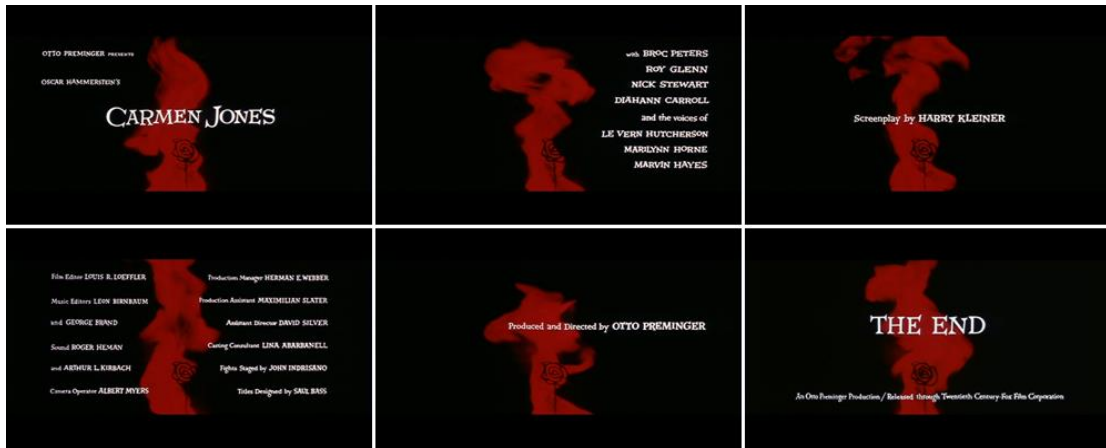 OTTO PREMINGER PRESENTS
OSCAR HAMMERSTEIN'S
CARMEN JONES
with BROC PETERS
ROY GLENN
NICK STEWART
DIAHANN CARROLL
and the voices of
LE VERN HUTCHERSON
MARILYNN HORNE
MARVIN HAYES
Screenplay by HARRY KLEINER
Film Editor LOUIS R. LOEFFLER
Music Editors LEON BIRNBAUM
and GEORGE BRAND
Sound ROGER HEMAN
and ARTHUR L. KIRBACH
Camera Operator ALBERT MYERS
Production Manager HERMAN E. WEBBER
Production Assistant MAXIMILIAN SLATER
Assistant Director DAVID SILVER
Casting Consultant LINA ABARBANELL
Fights Staged by JOHN INDRISANO
Titles Designed by SAUL BASS
Produced and Directed by OTTO PREMINGER
THE END
An Otto Preminger Production / Released through Twentieth Century-Fox Film Corporation